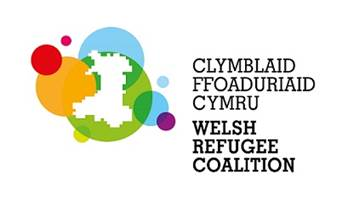 CLYMBLAID
FFOADURIAID
CYMRU
WELSH
REFUGEE
COALITION